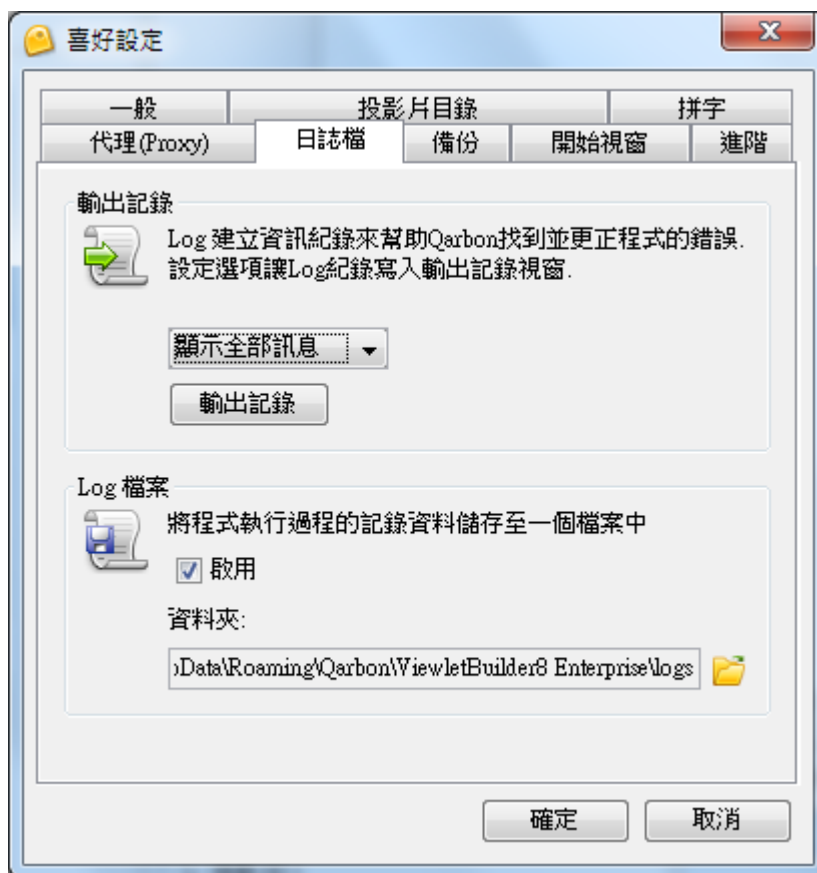 喜好設定
一般
投影片目錄
拼字
代理(Proxy)
日誌檔
備份
開始視窗
進階
輸出記錄
Log 建立資訊紀錄來幫助Qarbon找到並更正程式的錯誤.
設定選項讓Log紀錄寫入輸出記錄視窗.
顯示全部訊息
輸出記錄
Log 檔案
將程式執行過程的記錄資料儲存至一個檔案中
啟用
資料夾:
Data\Roaming\Qarbon\ViewletBuilder8 Enterprise\logs
確定
取消